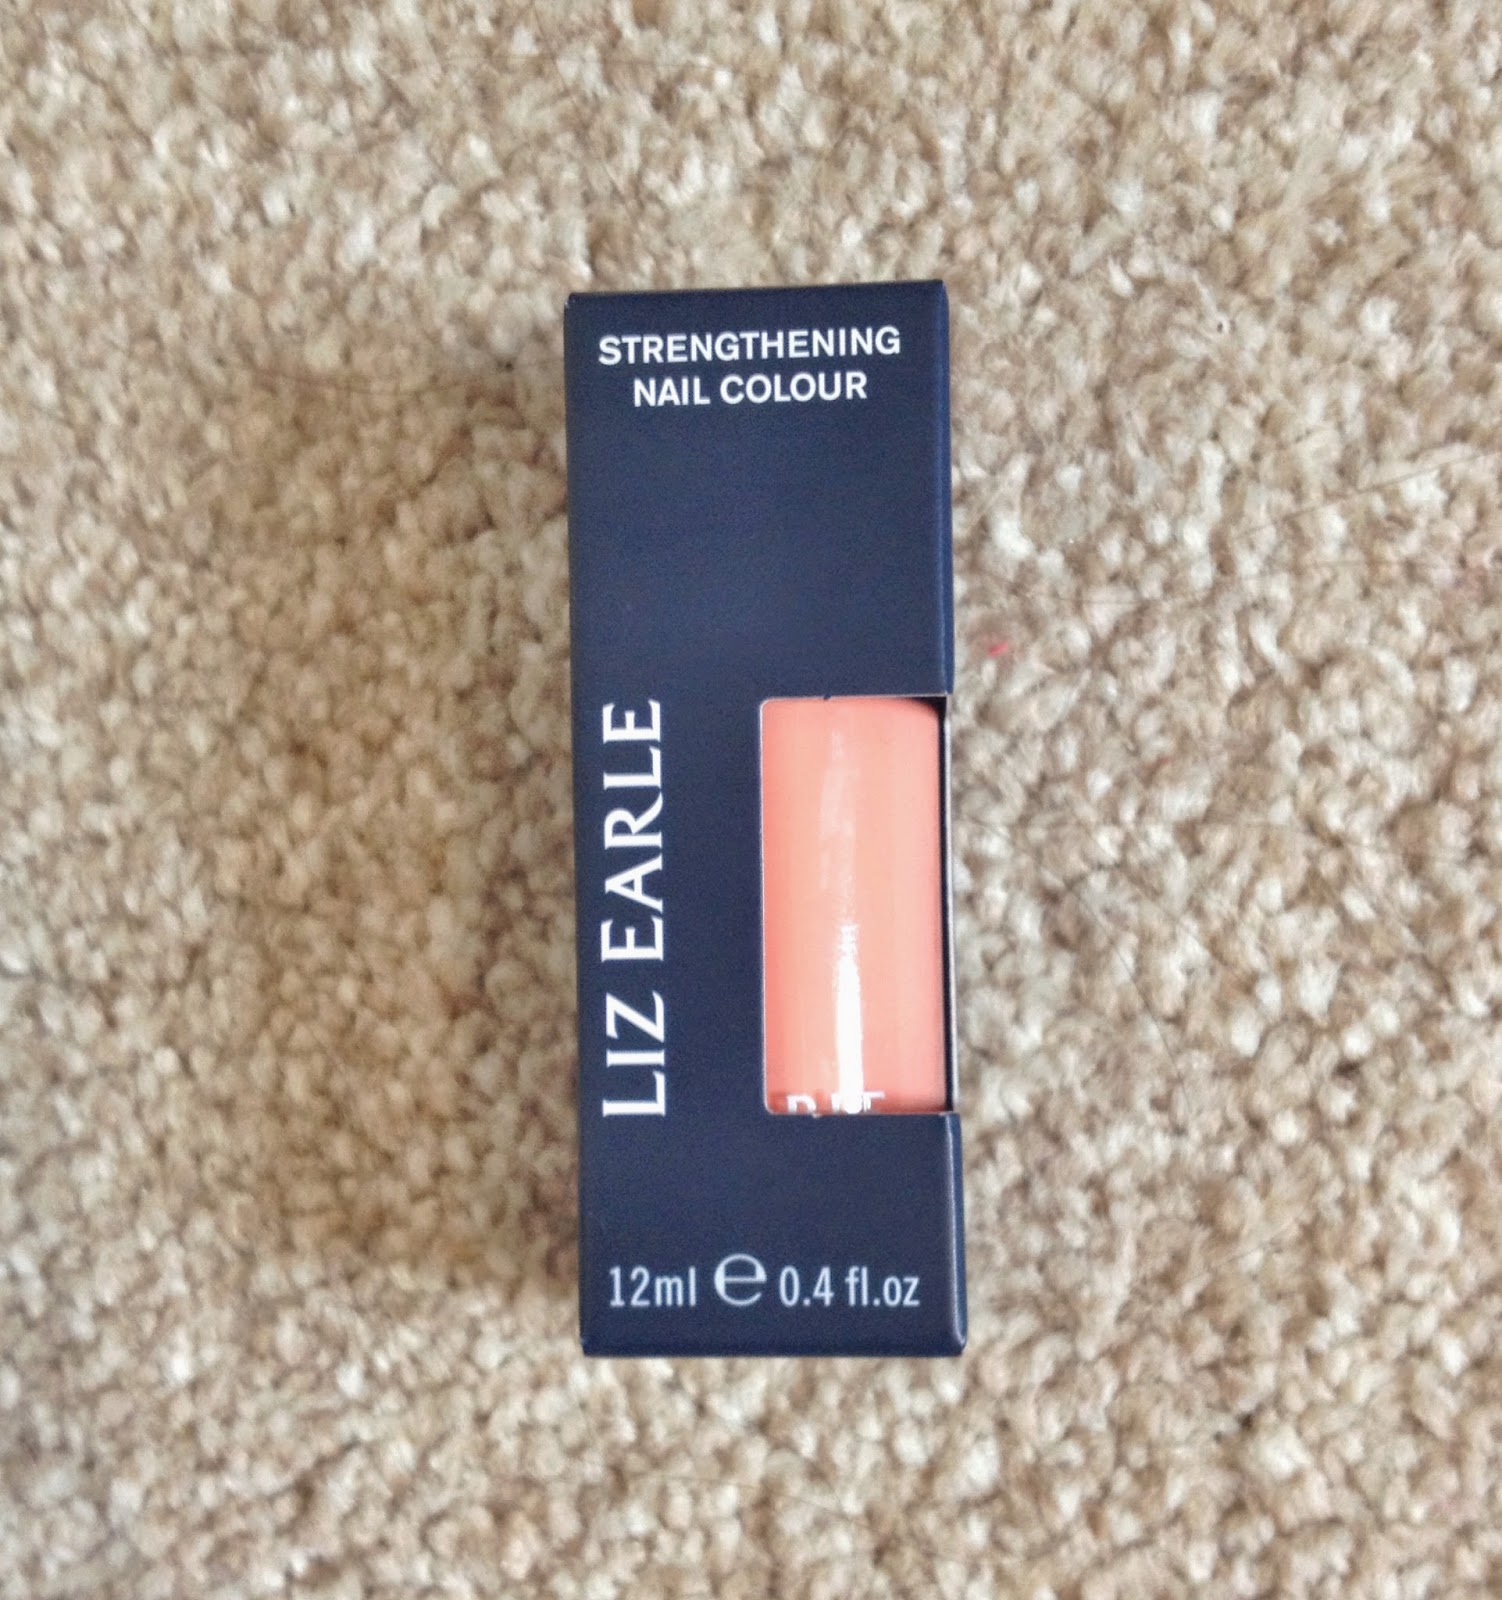 STRENGTHENING
NAIL COLOUR
LIZ EARLE
12ml ℮ 0.4 fl.oz